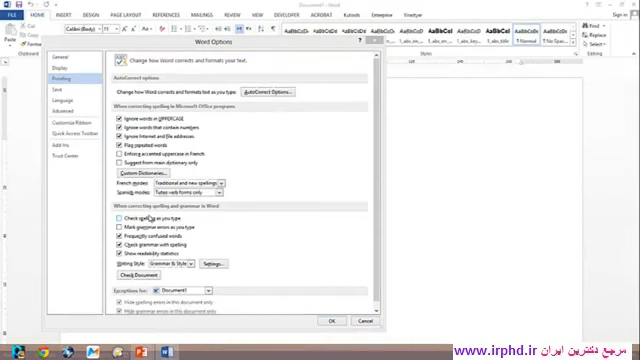 Document1 - Word
FILE HOME INSERT DESIGN PAGE LAYOUT REFERENCES MAILINGS REVIEW VIEW DEVELOPER ACROBAT Kutools Enterprise Virastyar
Calibri (Body) 11
Find
Replace
Select
Paste
Normal
Styles
Editing
Word Options
General
Display
Proofing
Save
Language
Advanced
Customize Ribbon
Quick Access Toolbar
Add-Ins
Trust Center
Change how Word corrects and formats your text.
AutoCorrect options
Change how Word corrects and formats text as you type:
AutoCorrect Options...
When correcting spelling in Microsoft Office programs
Ignore words in UPPERCASE
Ignore words that contain numbers
Ignore Internet and file addresses
Flag repeated words
Enforce accented uppercase in French
Suggest from main dictionary only
Custom Dictionaries...
French modes: Traditional and new spellings
Spanish modes: Tuteo verb forms only
When correcting spelling and grammar in Word
Check spelling as you type
Mark grammar errors as you type
Frequently confused words
Check grammar with spelling
Show readability statistics
Writing Style: Grammar & Style Settings...
Check Document
Exceptions for: Document1
Hide spelling errors in this document only
Hide grammar errors in this document only
OK Cancel
www.irphd.ir مرجع دکترین ایران